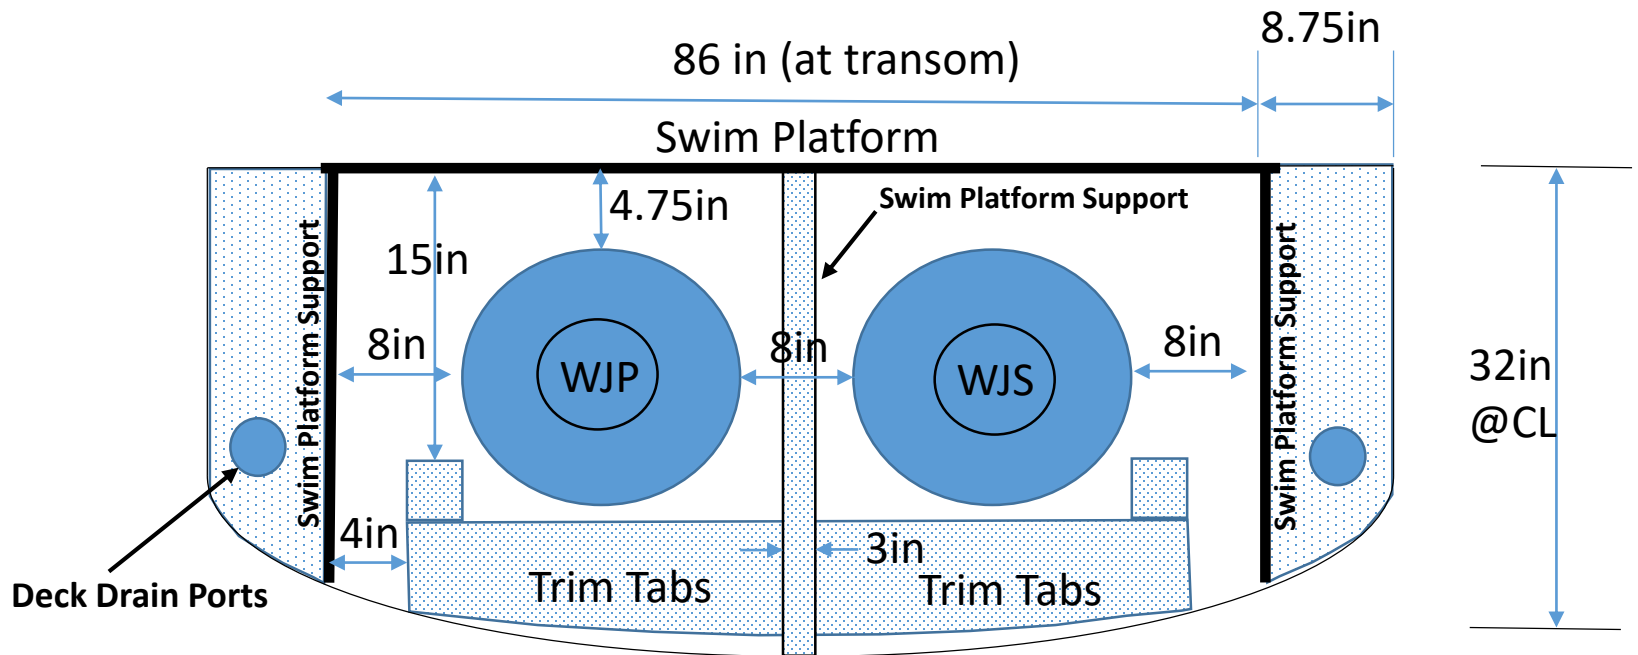 8.75in
86 in (at transom)
Swim Platform
4.75in
Swim Platform Support
15in
Swim Platform Support
Swim Platform Support
8in
8in
8in
WJP
WJS
32in
@CL
4in
3in
Trim Tabs
Trim Tabs
Deck Drain Ports